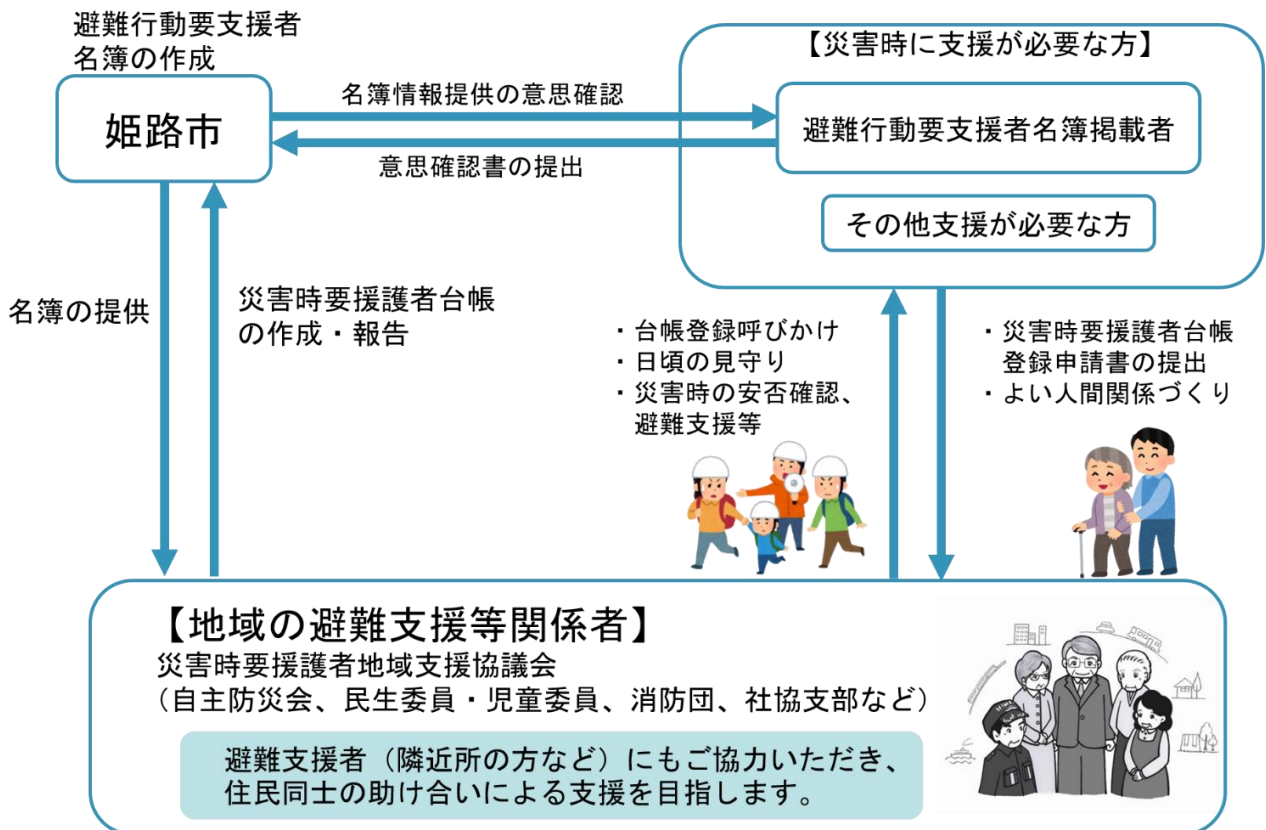 避難行動要支援者
名簿の作成
姫路市
名簿情報提供の意思確認
意思確認書の提出
【災害時に支援が必要な方】
避難行動要支援者名簿掲載者
その他支援が必要な方
名簿の提供
災害時要援護者台帳
の作成・報告
・台帳登録呼びかけ
・日頃の見守り
・災害時の安否確認、
避難支援等
・災害時要援護者台帳
登録申請書の提出
・よい人間関係づくり
【地域の避難支援等関係者】
災害時要援護者地域支援協議会
（自主防災会、民生委員・児童委員、消防団、社協支部など）
避難支援者（隣近所の方など）にもご協力いただき、
住民同士の助け合いによる支援を目指します。